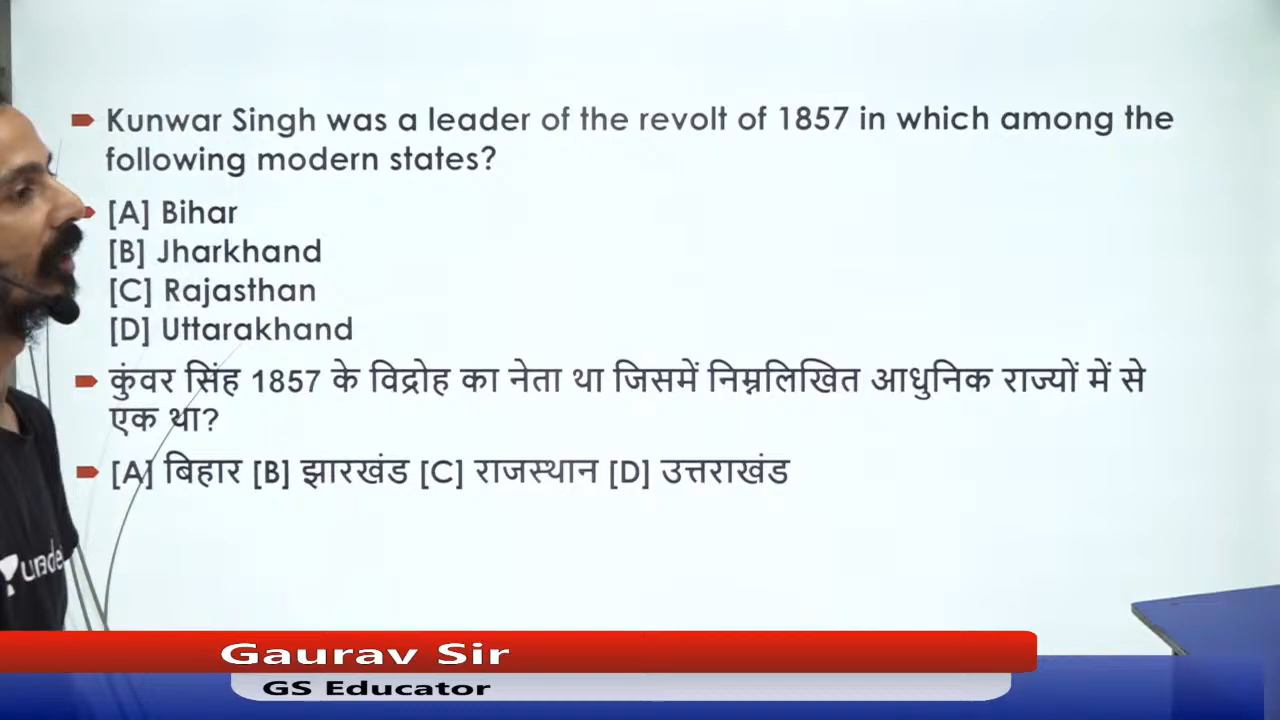 Kunwar Singh was a leader of the revolt of 1857 in which among the
following modern states?
[A] Bihar
[B] Jharkhand
[C] Rajasthan
[D] Uttarakhand
कुंवर सिंह 1857 के विद्रोह का नेता था जिसमें निम्नलिखित आधुनिक राज्यों में से
एक था?
[A] बिहार [B] झारखंड [C] राजस्थान [D] उत्तराखंड
Gaurav Sir
GS Educator